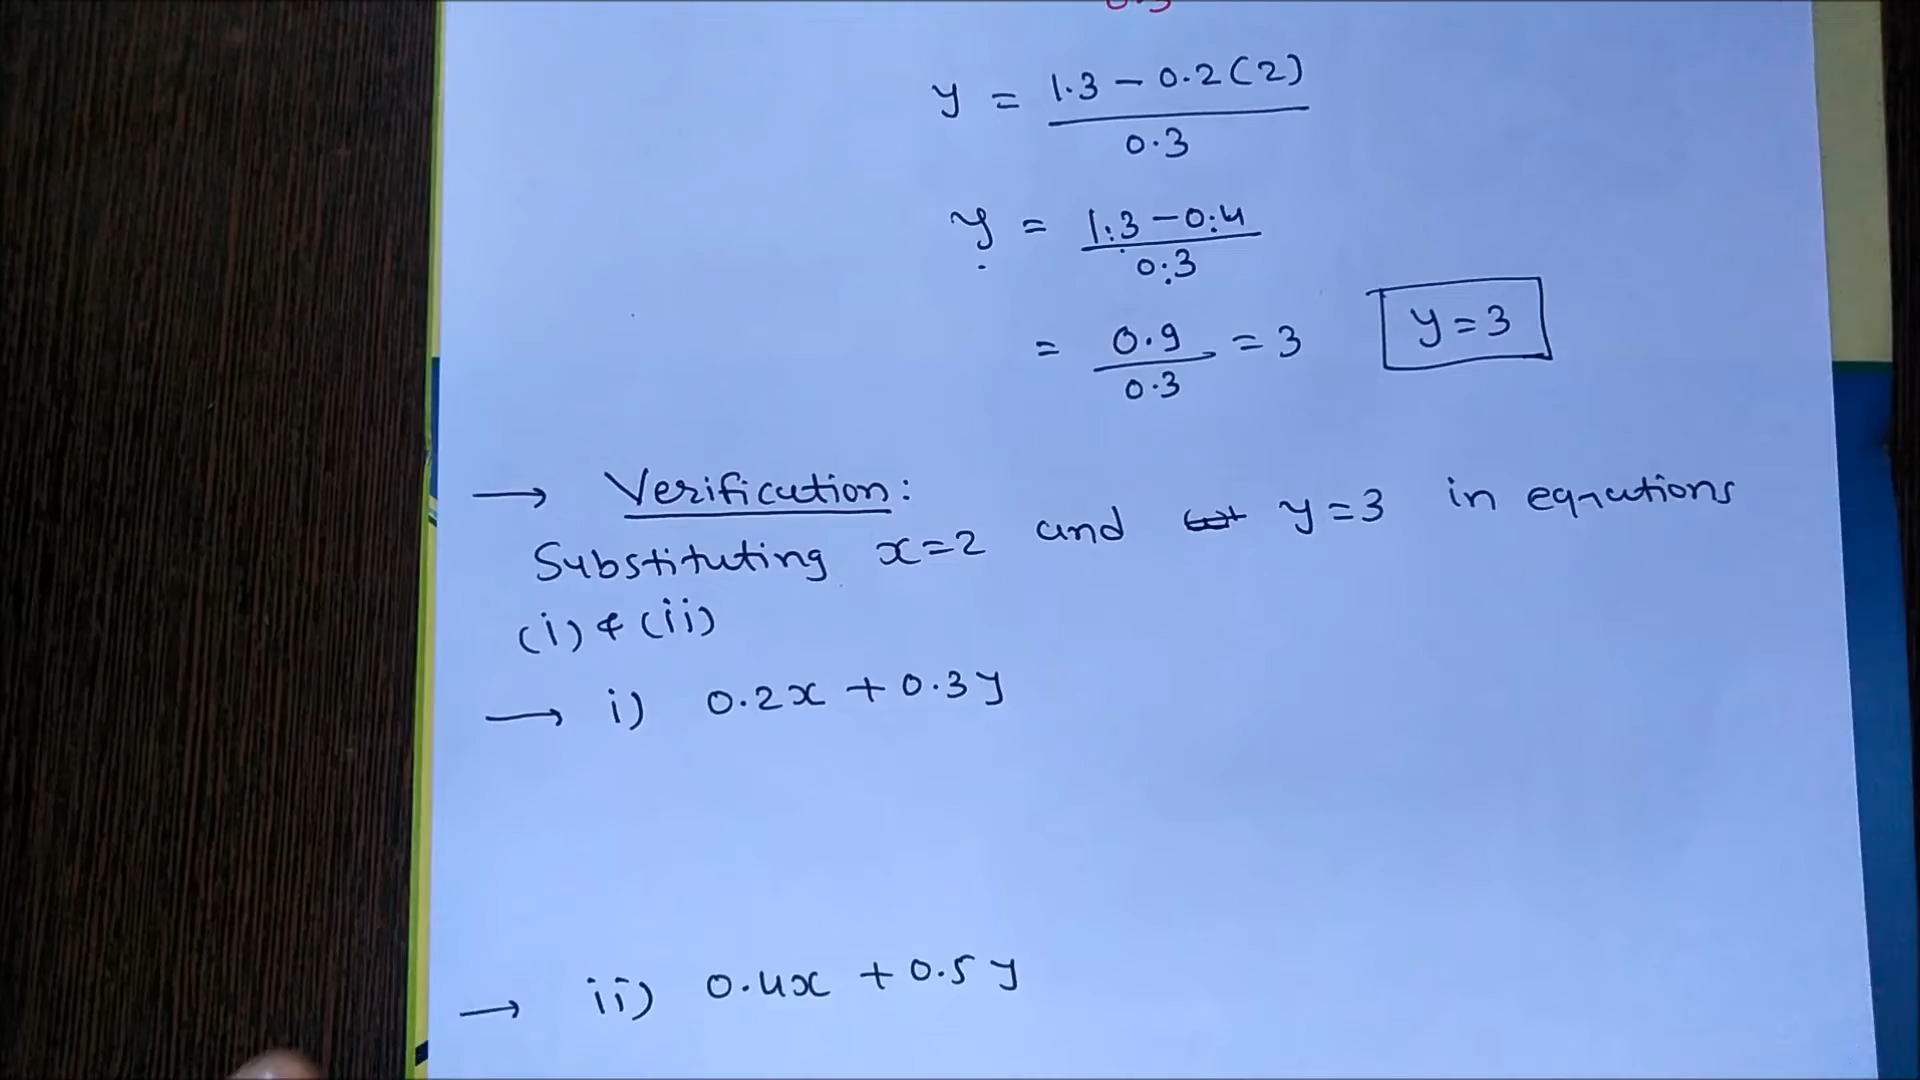 y = 1.3 - 0.2(2)
0.3
y = 1.3 - 0.4
0.3
= 0.9 = 3
0.3
y = 3
→ Verification:
Substituting x=2 and y=3 in equations
(i) & (ii)
→ i) 0.2x + 0.3y
→ ii) 0.4x + 0.5y